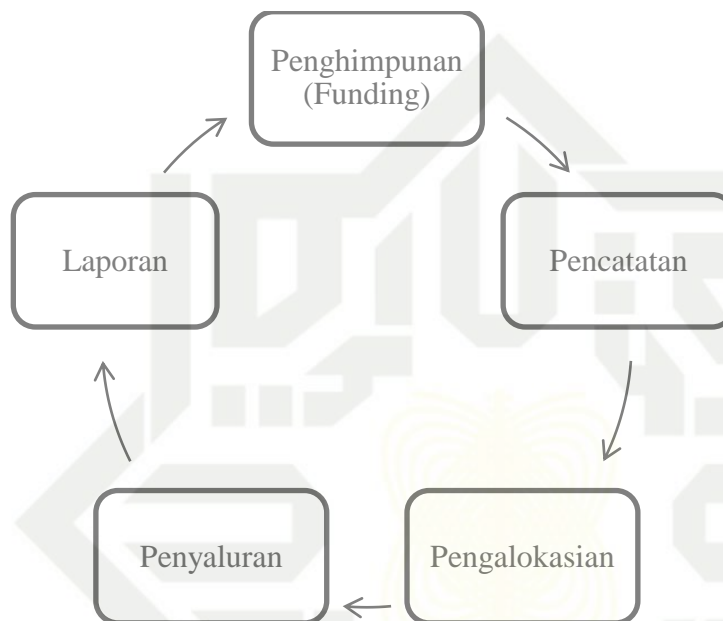 Penghimpunan
(Funding)
Laporan
Pencatatan
Penyaluran
Pengalokasian